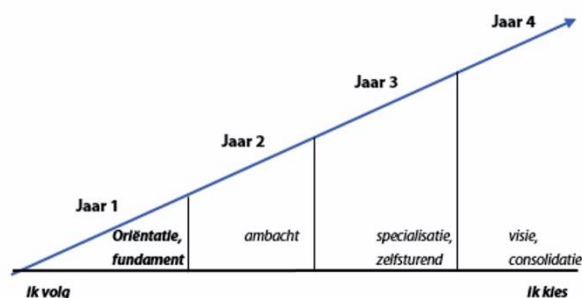 Jaar 4
Jaar 3
Jaar 2
Jaar 1
Oriëntatie,
fundament
ambacht
specialisatie,
zelfsturend
visie,
consolidatie
Ik volg
Ik kies